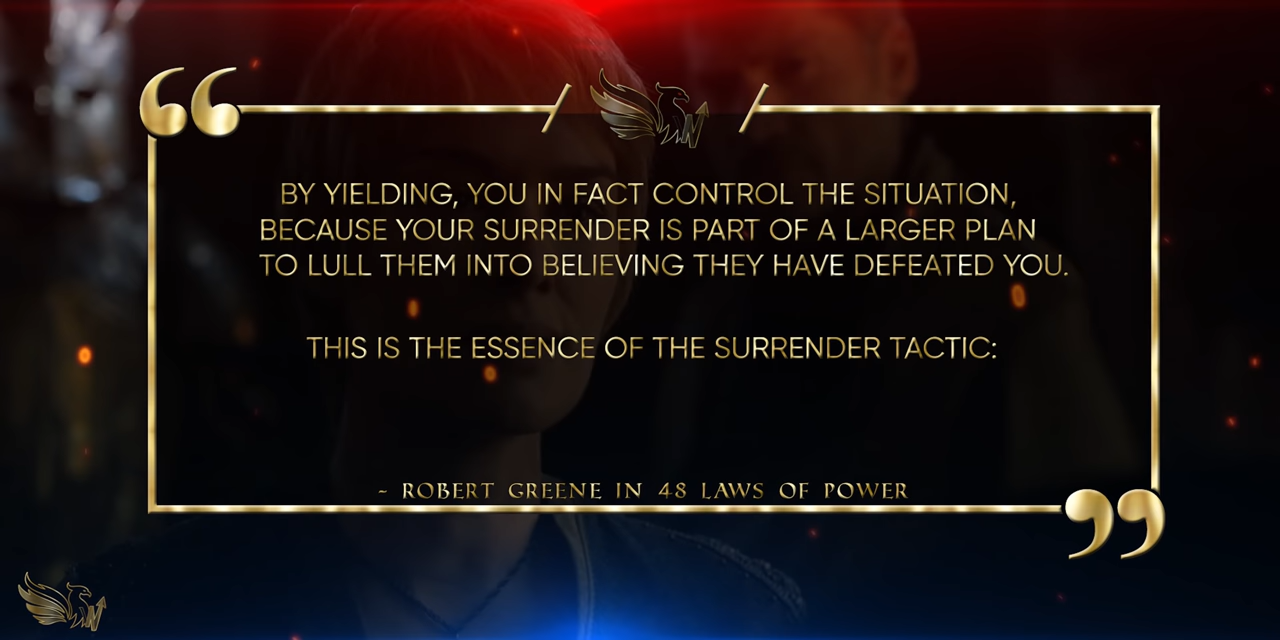 BY YIELDING, YOU IN FACT CONTROL THE SITUATION,
BECAUSE YOUR SURRENDER IS PART OF A LARGER PLAN
TO LULL THEM INTO BELIEVING THEY HAVE DEFEATED YOU.
THIS IS THE ESSENCE OF THE SURRENDER TACTIC:
~ ROBERT GREENE IN 48 LAWS OF POWER